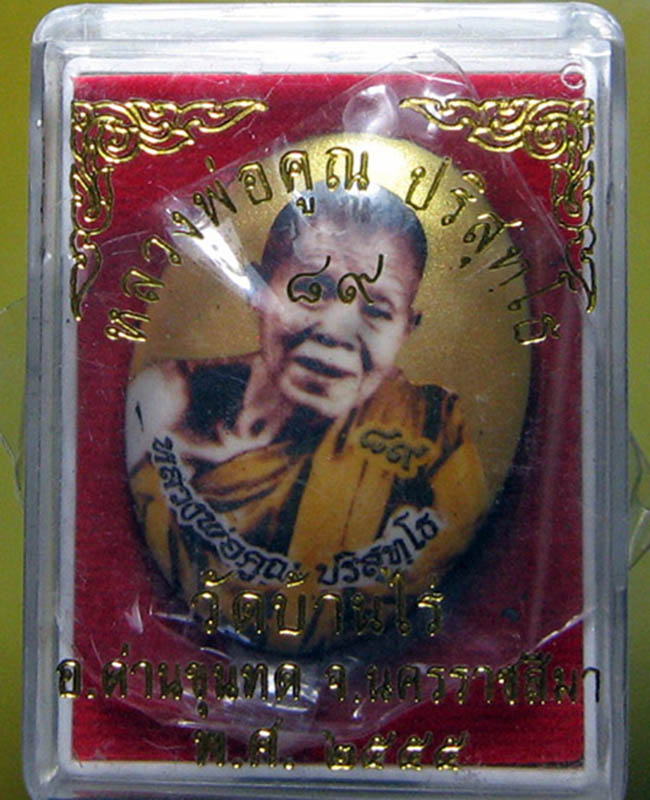 หลวงพ่อคูณ ปริสุทฺโธ
๘๙
๘๙
หลวงพ่อคูณ ปริสุทฺโธ
วัดบ้านไร่
อ.ด่านขุนทด จ.นครราชสีมา
พ.ศ. ๒๕๕๕